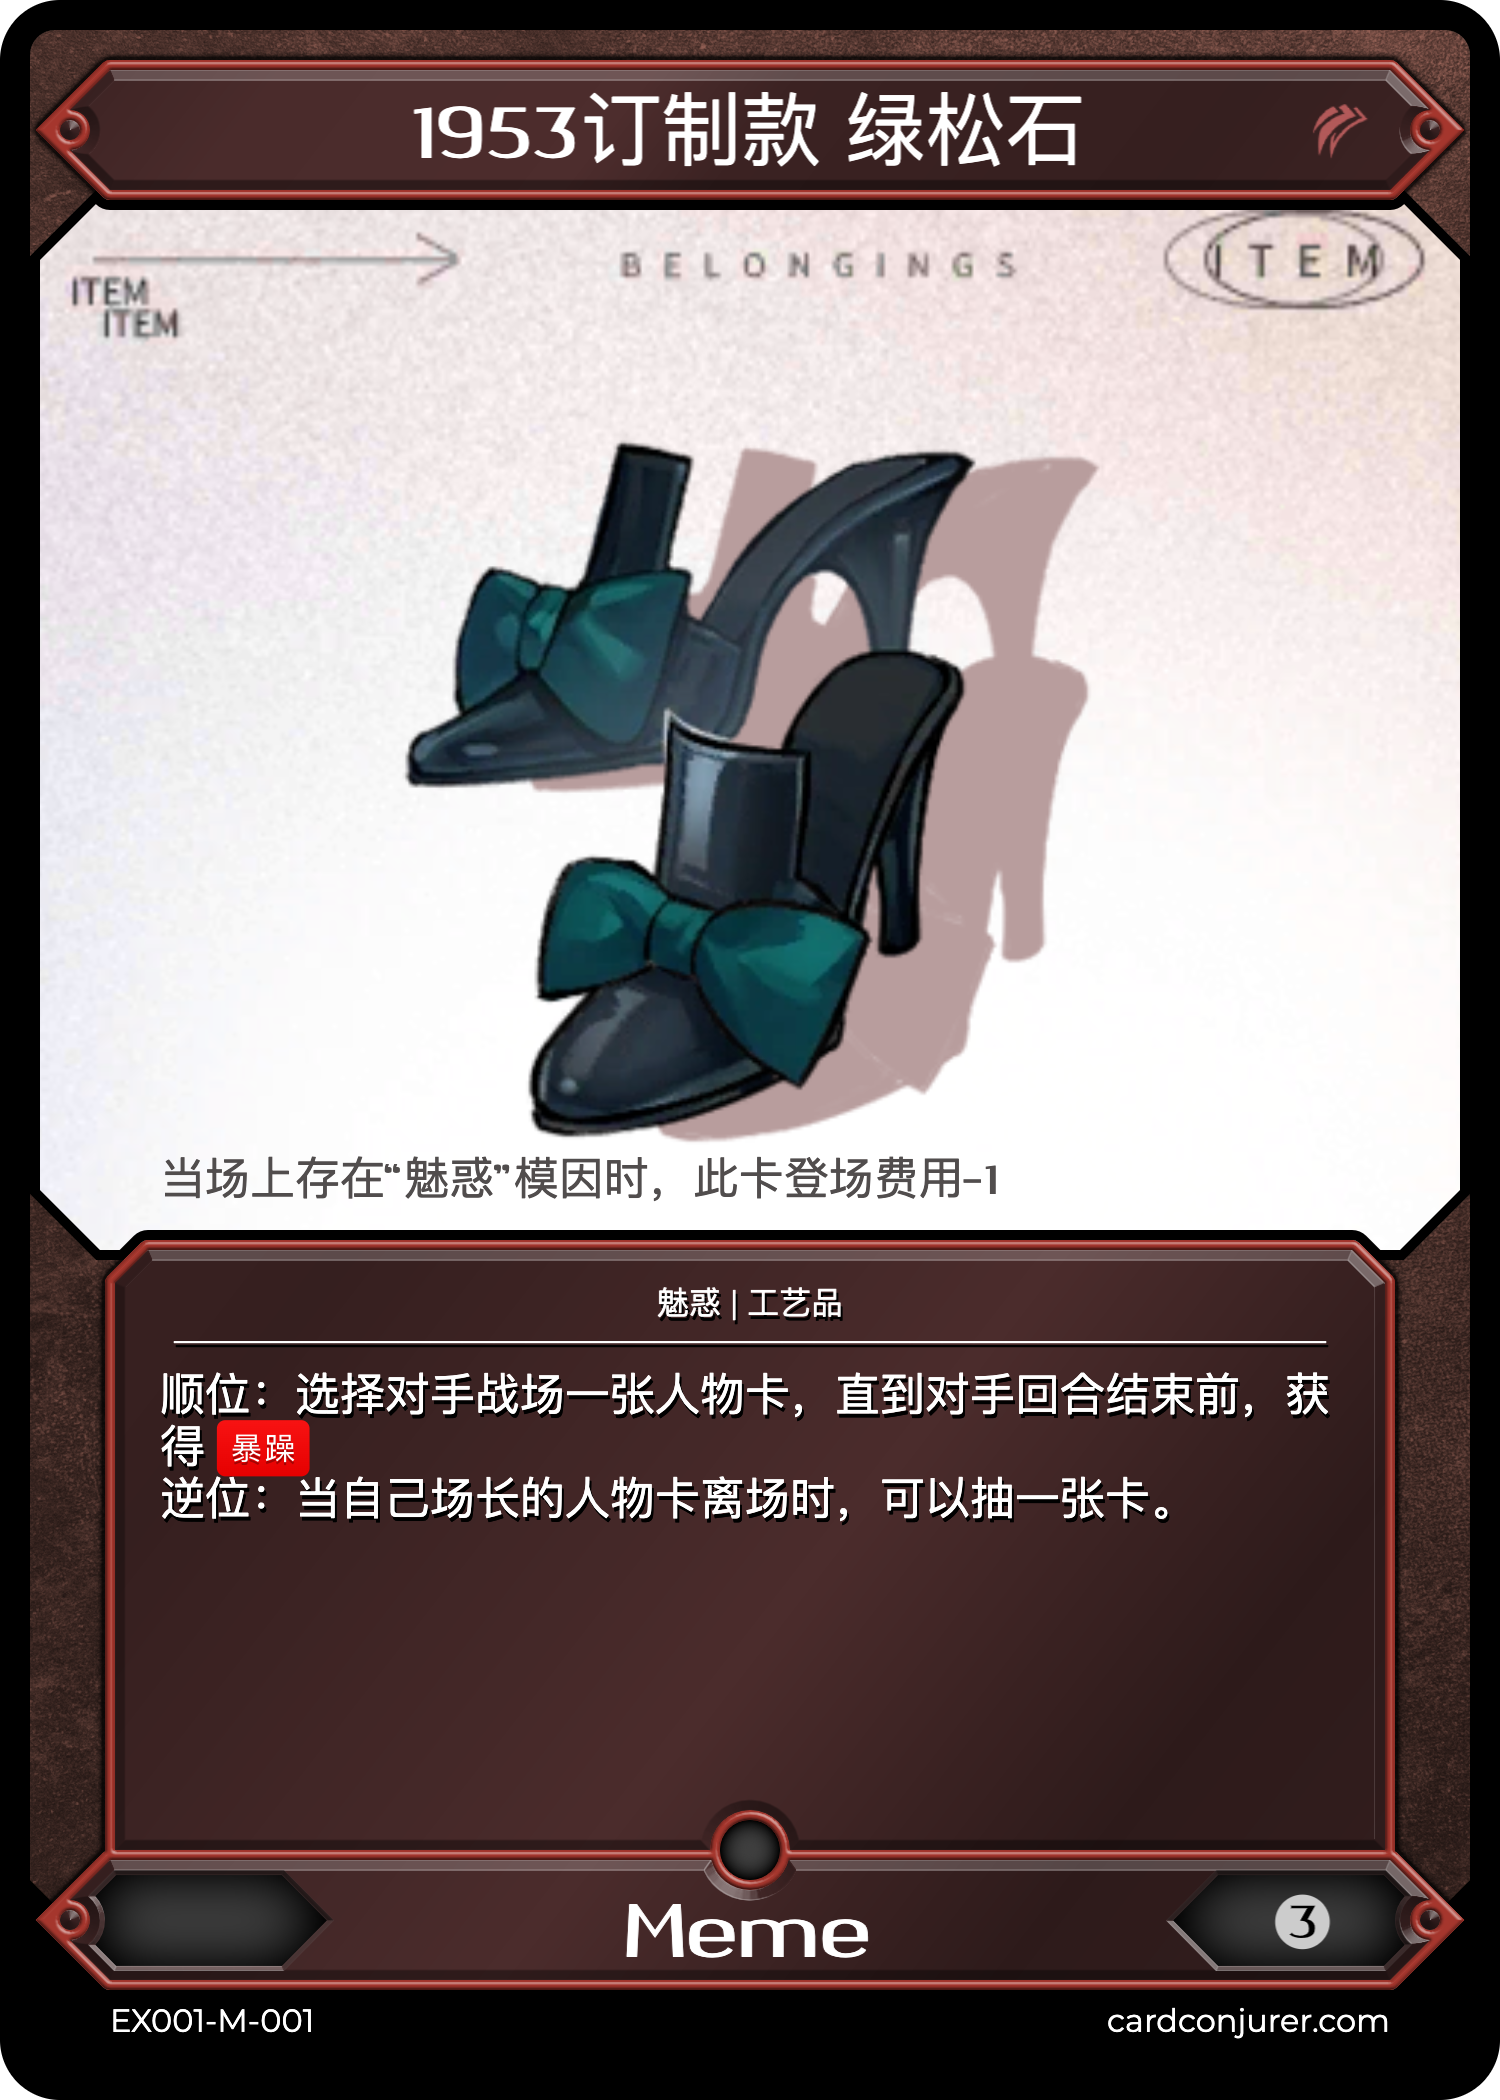 1953订制款 绿松石
ITEM
ITEM
BELONGINGS
ITEM
当场上存在“魅惑”模因时，此卡登场费用-1
魅惑 | 工艺品
顺位：选择对手战场一张人物卡，直到对手回合结束前，获
得 暴躁
逆位：当自己场长的人物卡离场时，可以抽一张卡。
Meme
3
EX001-M-001
cardconjurer.com